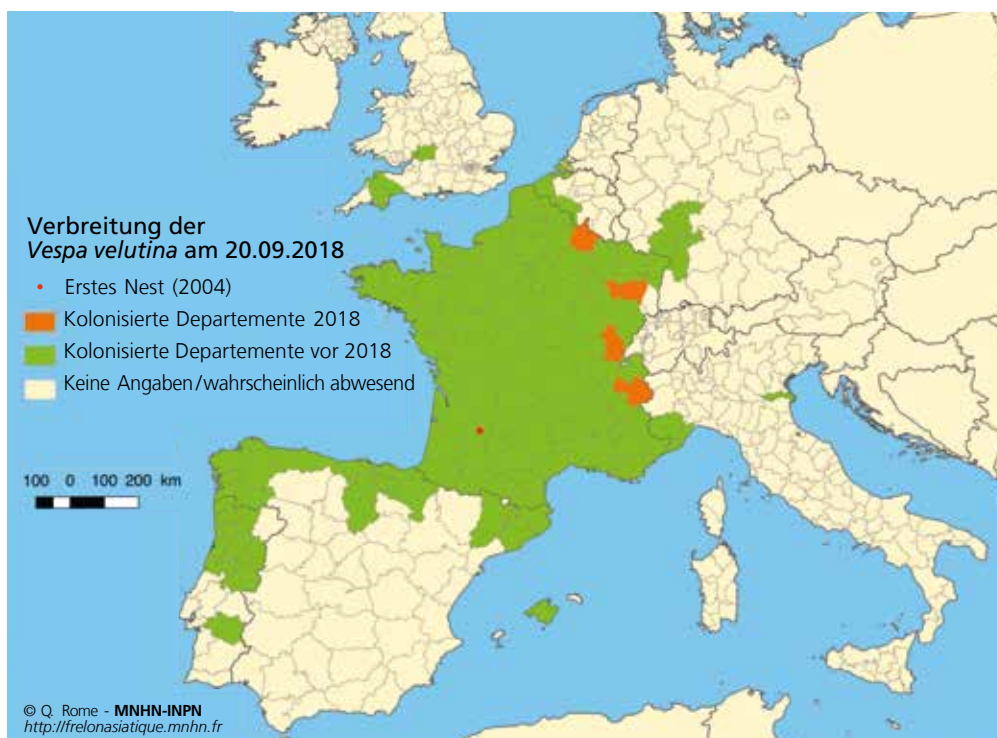 Verbreitung der
Vespa velutina am 20.09.2018
Erstes Nest (2004)
Kolonisierte Departemente 2018
Kolonisierte Departemente vor 2018
Keine Angaben/wahrscheinlich abwesend
100 0 100 200 km
© Q. Rome - MNHN-INPN
http://frelonasiatique.mnhn.fr